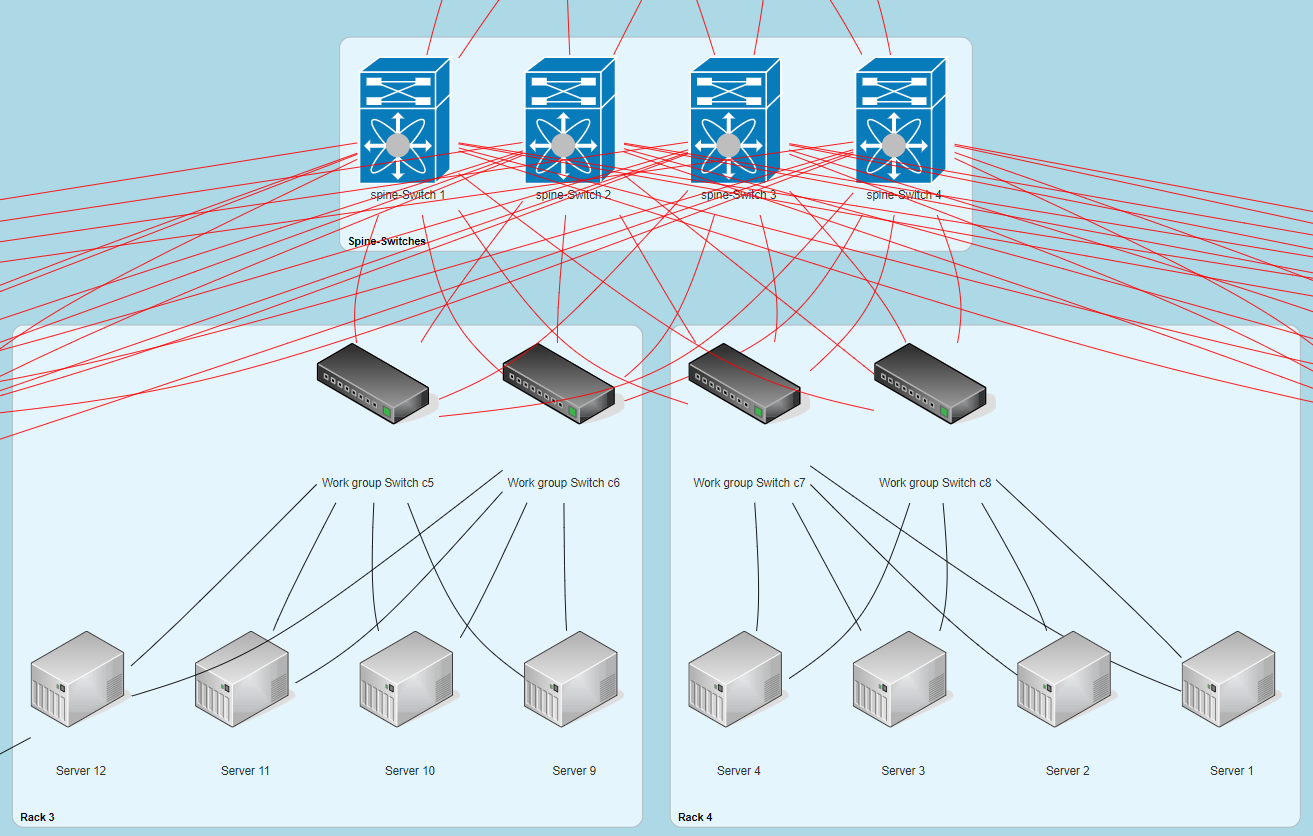 spine-Switch 1
spine-Switch 2
spine-Switch 3
spine-Switch 4
Spine-Switches
Work group Switch c5
Work group Switch c6
Work group Switch c7
Work group Switch c8
Server 12
Server 11
Server 10
Server 9
Server 4
Server 3
Server 2
Server 1
Rack 3
Rack 4